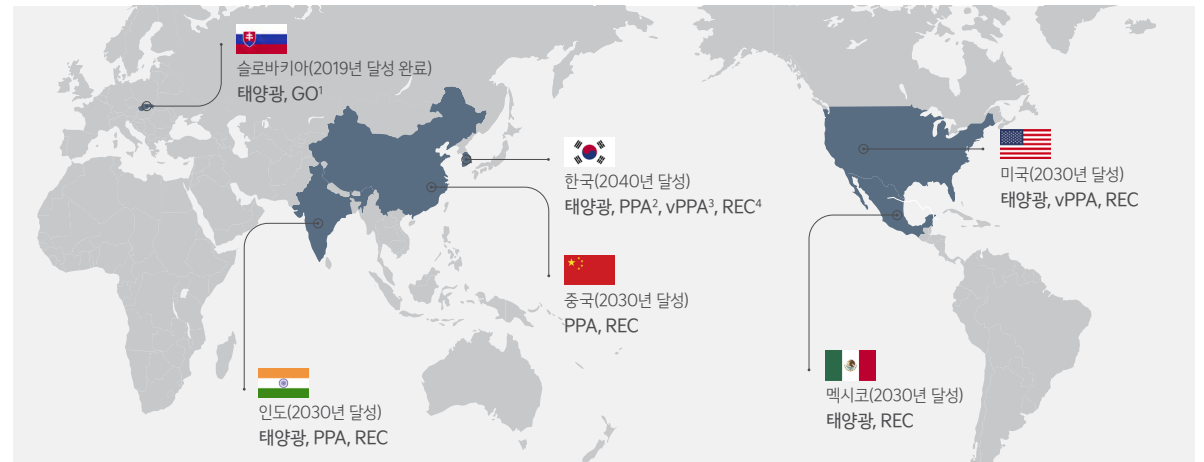 슬로바키아(2019년 달성 완료)
태양광, GO¹
한국(2040년 달성)
태양광, PPA², vPPA³, REC⁴
미국(2030년 달성)
태양광, vPPA, REC
중국(2030년 달성)
PPA, REC
멕시코(2030년 달성)
태양광, REC
인도(2030년 달성)
태양광, PPA, REC